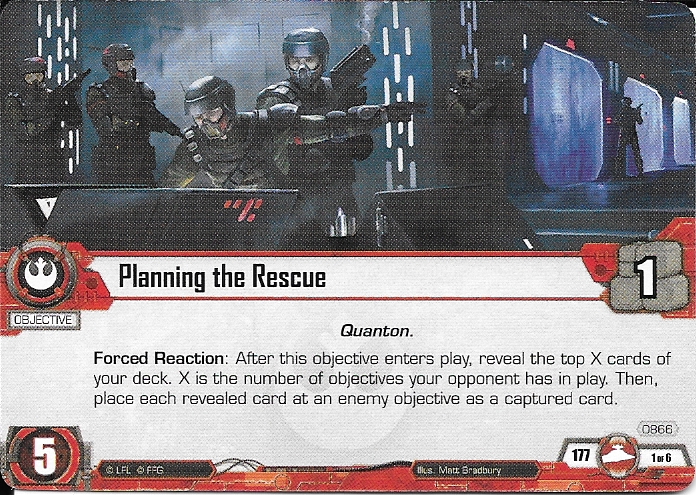 1
Planning the Rescue
1
OBJECTIVE
Quanton.
Forced Reaction: After this objective enters play, reveal the top X cards of
your deck. X is the number of objectives your opponent has in play. Then,
place each revealed card at an enemy objective as a captured card.
0866
5
© LFL © FFG
Illus. Matt Bradbury
177
1 OF 6